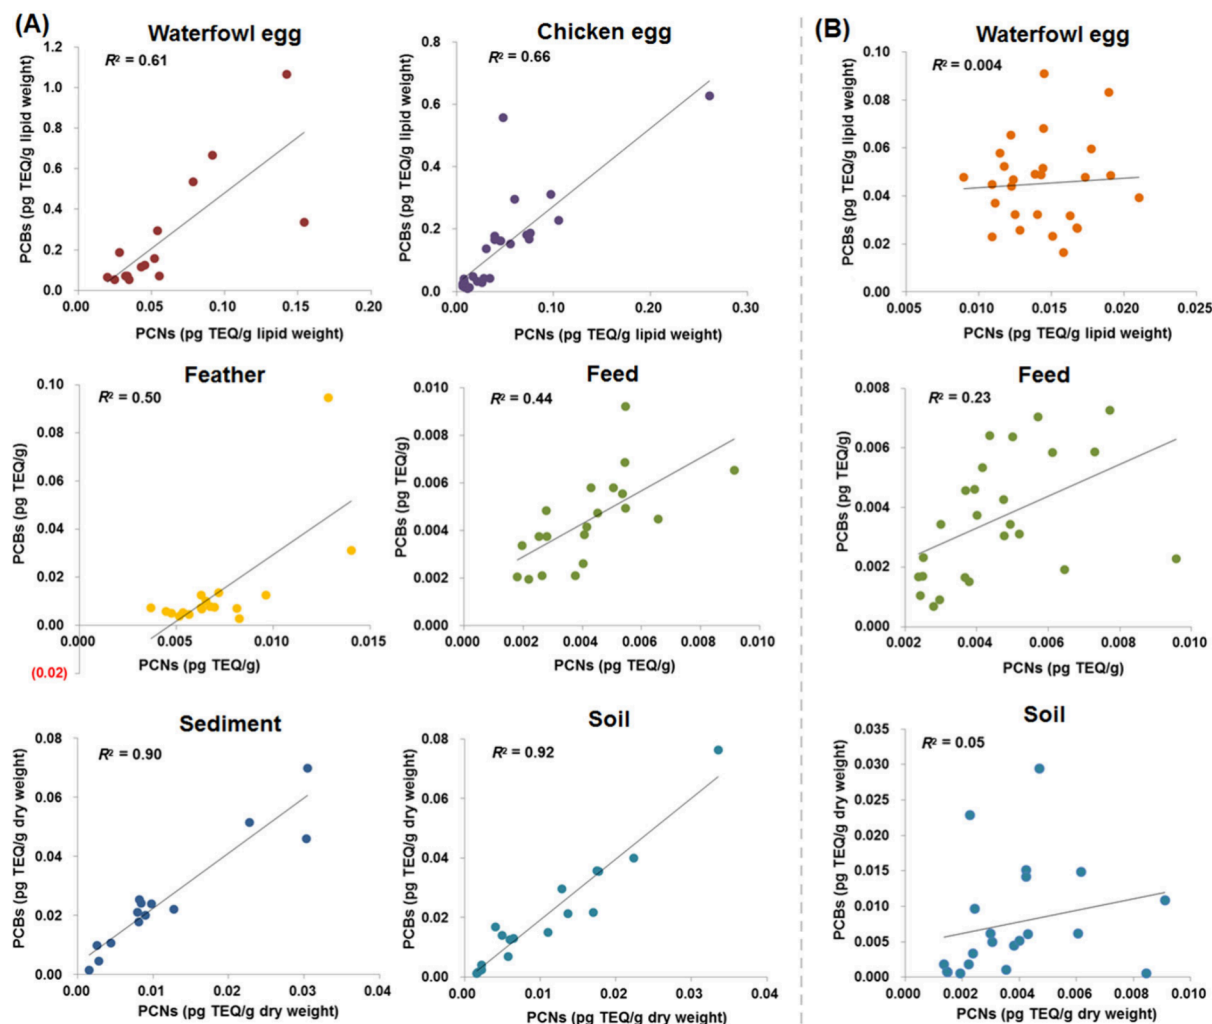 (A)
Waterfowl egg
R² = 0.61
PCBs (pg TEQ/g lipid weight)
1.2
1.0
0.8
0.6
0.4
0.2
0.0
0.00 0.05 0.10 0.15 0.20
PCNs (pg TEQ/g lipid weight)
Chicken egg
R² = 0.66
PCBs (pg TEQ/g lipid weight)
0.8
0.6
0.4
0.2
0.0
0.00 0.10 0.20 0.30
PCNs (pg TEQ/g lipid weight)
(B)
Waterfowl egg
R² = 0.004
PCBs (pg TEQ/g lipid weight)
0.10
0.08
0.06
0.04
0.02
0.00
0.005 0.010 0.015 0.020 0.025
PCNs (pg TEQ/g lipid weight)
Feather
R² = 0.50
PCBs (pg TEQ/g)
0.10
0.08
0.06
0.04
0.02
0.00
(0.02)
0.000 0.005 0.010 0.015
PCNs (pg TEQ/g)
Feed
R² = 0.44
PCBs (pg TEQ/g)
0.010
0.008
0.006
0.004
0.002
0.000
0.000 0.002 0.004 0.006 0.008 0.010
PCNs (pg TEQ/g)
Feed
R² = 0.23
PCBs (pg TEQ/g)
0.008
0.006
0.004
0.002
0.000
0.002 0.004 0.006 0.008 0.010
PCNs (pg TEQ/g)
Sediment
R² = 0.90
PCBs (pg TEQ/g dry weight)
0.08
0.06
0.04
0.02
0.00
0.00 0.01 0.02 0.03 0.04
PCNs (pg TEQ/g dry weight)
Soil
R² = 0.92
PCBs (pg TEQ/g dry weight)
0.08
0.06
0.04
0.02
0.00
0.00 0.01 0.02 0.03 0.04
PCNs (pg TEQ/g dry weight)
Soil
R² = 0.05
PCBs (pg TEQ/g dry weight)
0.035
0.030
0.025
0.020
0.015
0.010
0.005
0.000
0.000 0.002 0.004 0.006 0.008 0.010
PCNs (pg TEQ/g dry weight)